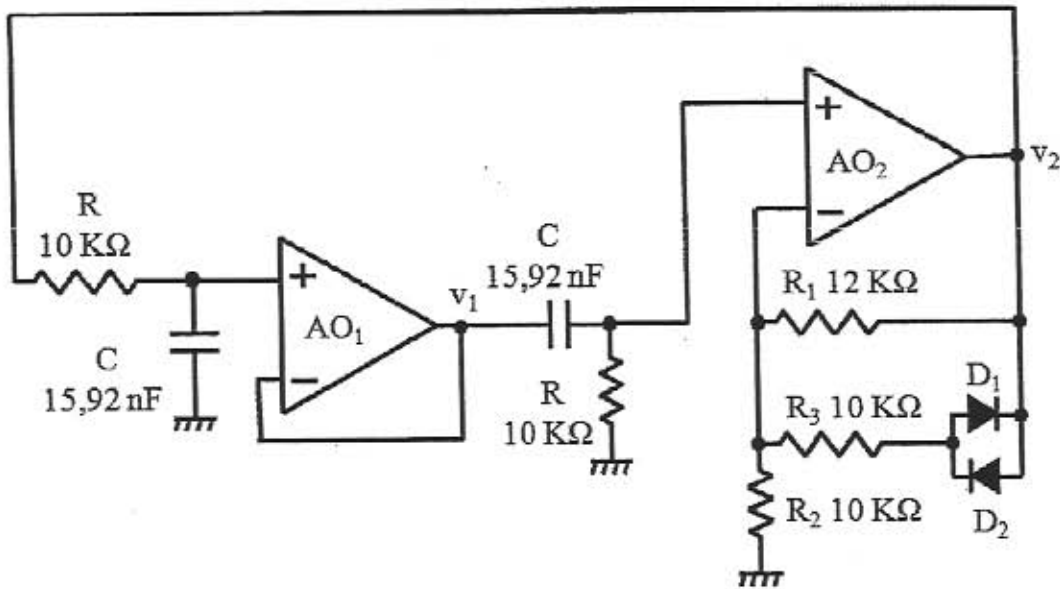 +
AO₂
−
v₂
R
10 KΩ
C
15,92 nF
+
AO₁
−
v₁
C
15,92 nF
R
10 KΩ
R₁ 12 KΩ
D₁
R₃ 10 KΩ
R₂ 10 KΩ
D₂